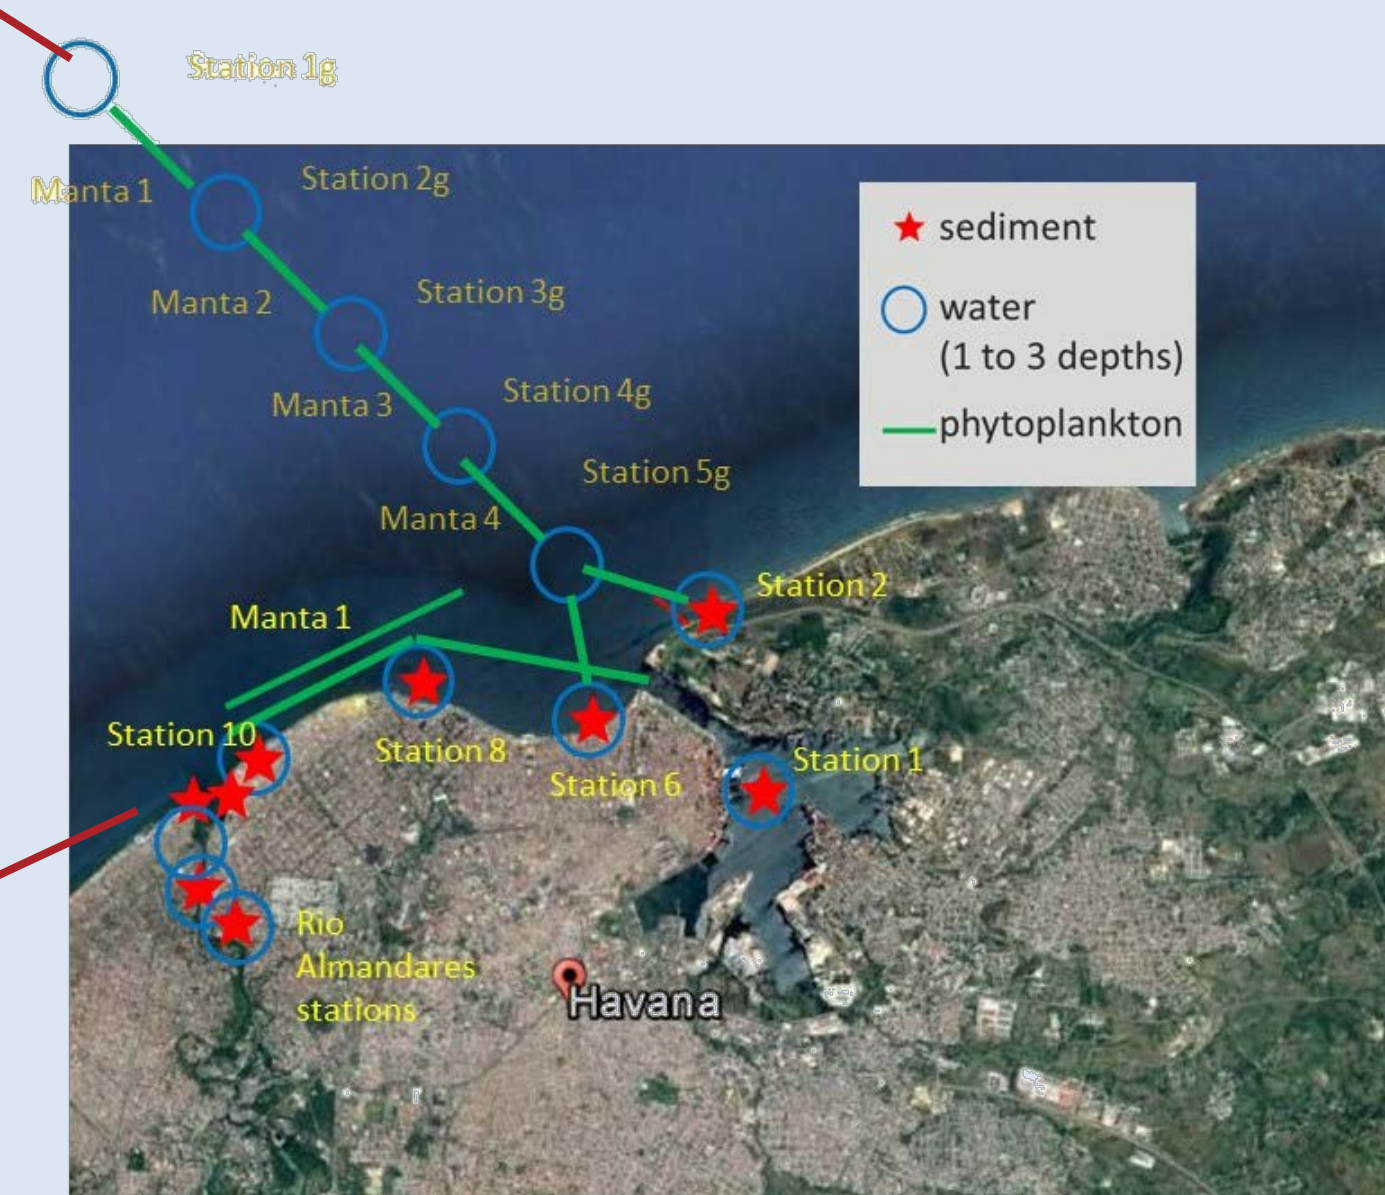 Station 1g
Manta 1
Station 2g
Manta 2
Station 3g
Manta 3
Station 4g
Manta 4
Station 5g
sediment
water
(1 to 3 depths)
phytoplankton
Station 2
Manta 1
Station 10
Station 8
Station 6
Station 1
Rio
Almandares
stations
Havana